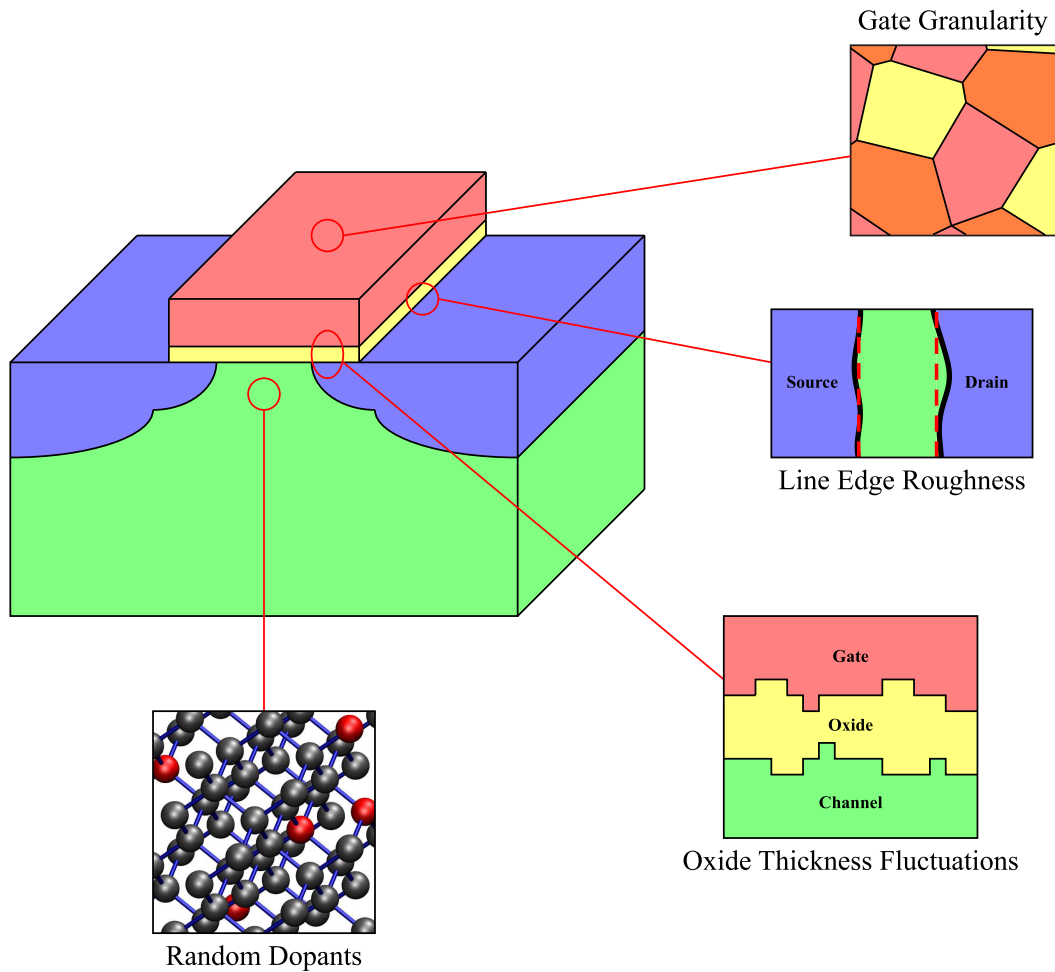 Gate Granularity
Source
Drain
Line Edge Roughness
Gate
Oxide
Channel
Oxide Thickness Fluctuations
Random Dopants